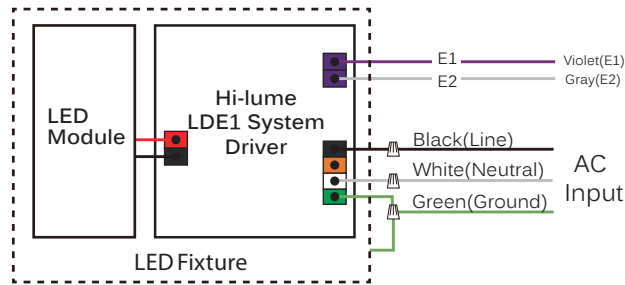 E1
Violet(E1)
E2
Gray(E2)
Hi-lume
LDE1 System
Driver
LED
Module
Black(Line)
White(Neutral)
Green(Ground)
AC
Input
LED Fixture